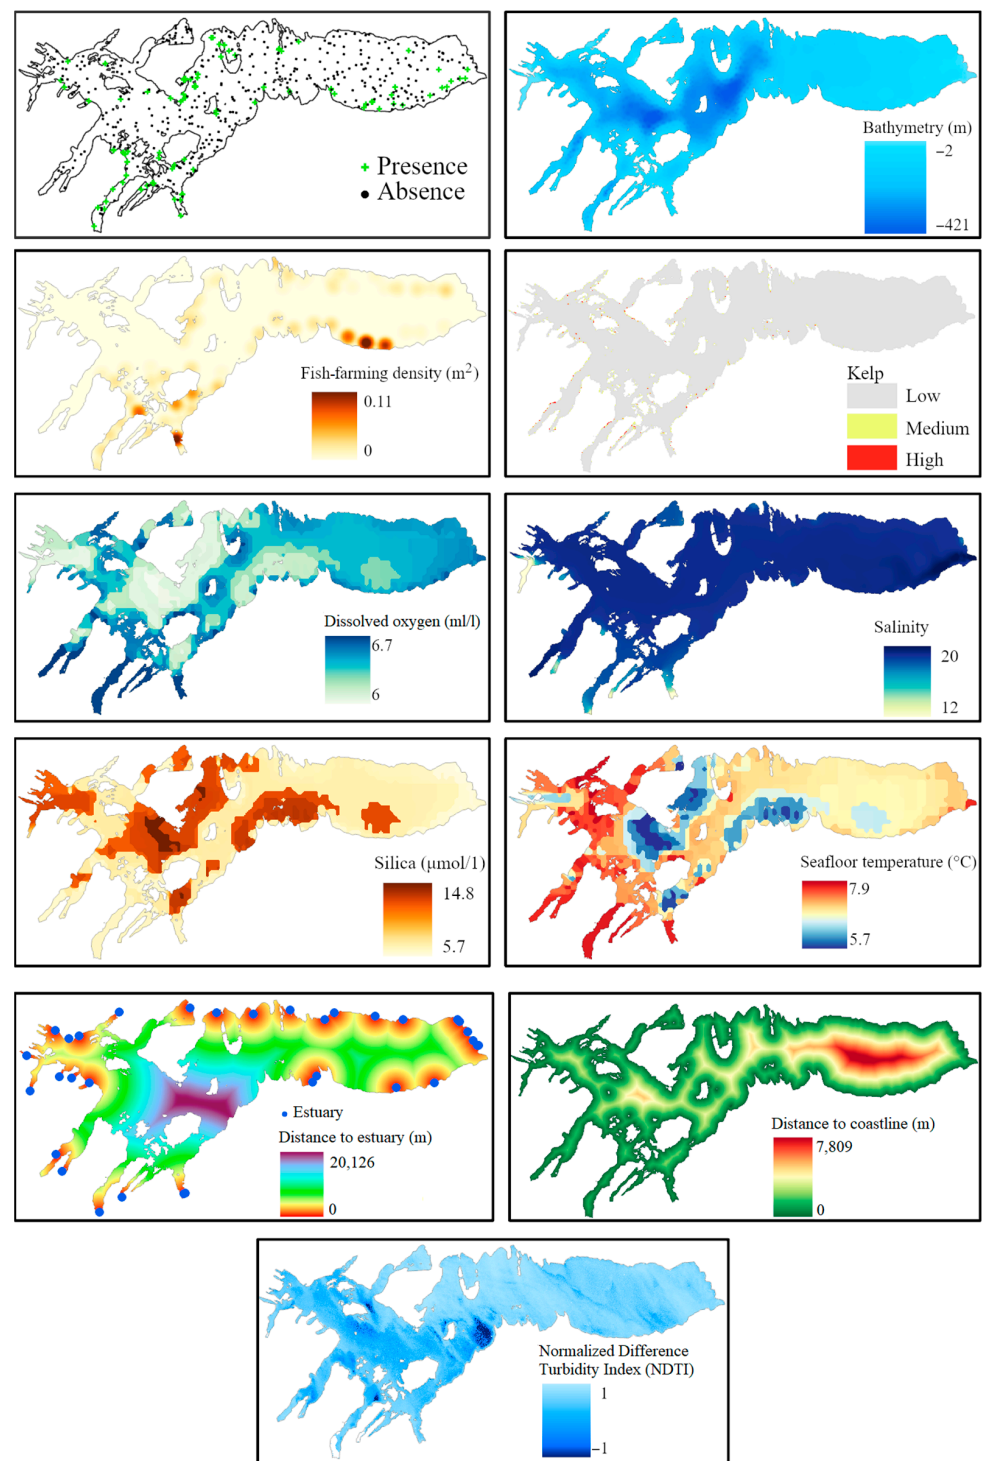 Presence
Absence
Bathymetry (m)
−2
−421
Fish-farming density (m2)
0.11
0
Kelp
Low
Medium
High
Dissolved oxygen (ml/l)
6.7
6
Salinity
20
12
Silica (µmol/1)
14.8
5.7
Seafloor temperature (°C)
7.9
5.7
Estuary
Distance to estuary (m)
20,126
0
Distance to coastline (m)
7,809
0
Normalized Difference
Turbidity Index (NDTI)
1
−1